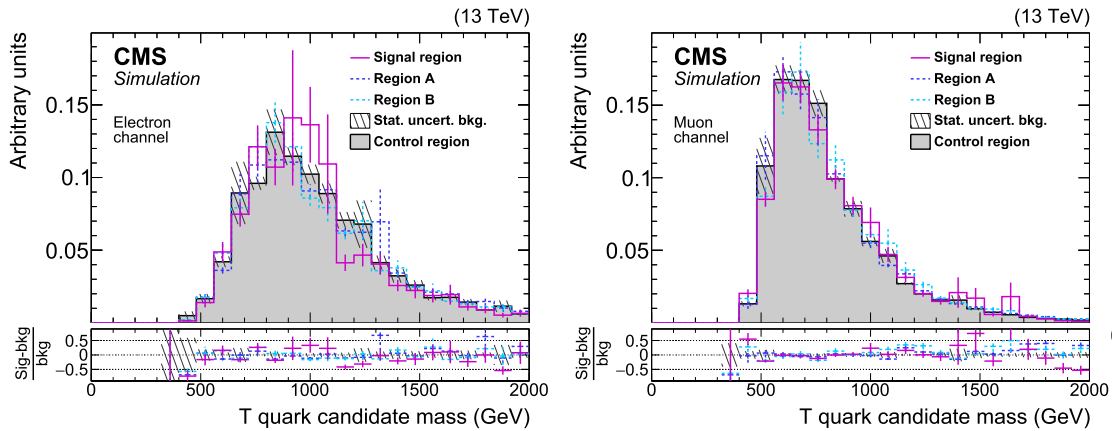 (13 TeV)
Arbitrary units
CMS
Simulation
Electron
channel
Signal region
Region A
Region B
Stat. uncert. bkg.
Control region
0.15
0.1
0.05
Sig-bkg
bkg
0.5
0
−0.5
0 500 1000 1500 2000
T quark candidate mass (GeV)
(13 TeV)
Arbitrary units
CMS
Simulation
Muon
channel
Signal region
Region A
Region B
Stat. uncert. bkg.
Control region
0.15
0.1
0.05
Sig-bkg
bkg
0.5
0
−0.5
0 500 1000 1500 2000
T quark candidate mass (GeV)